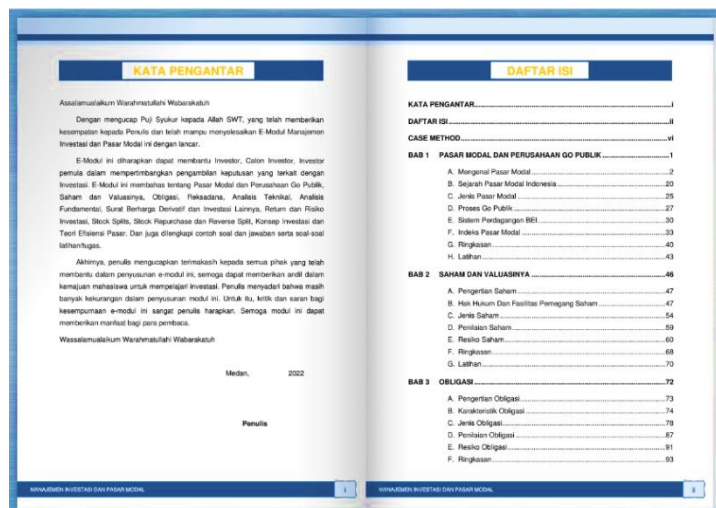 KATA PENGANTAR
Assalamualaikum Warahmatullahi Wabarakatuh
Dengan mengucap Puji Syukur kepada Allah SWT, yang telah memberikan
kesempatan kepada Penulis dan telah mampu menyelesaikan E-Modul Manajemen
Investasi dan Pasar Modal ini dengan lancar.
E-Modul ini diharapkan dapat membantu Investor, Calon Investor, Investor
pemula dalam mempertimbangkan pengambilan keputusan yang terkait dengan
Investasi. E-Modul ini membahas tentang Pasar Modal dan Perusahaan Go Publik,
Saham dan Valuasinya, Obligasi, Reksadana, Analisis Teknikal, Analisis
Fundamental, Surat Berharga Derivatif dan Investasi Lainnya, Return dan Risiko
Investasi, Stock Splits, Stock Repurchase dan Reverse Split, Konsep Investasi dan
Teori Efisiensi Pasar. Dan juga dilengkapi contoh soal dan jawaban serta soal-soal
latihan/tugas.
Akhirnya, penulis mengucapkan terimakasih kepada semua pihak yang telah
membantu dalam penyusunan e-modul ini, semoga dapat memberikan andil dalam
kemajuan mahasiswa untuk mempelajari investasi. Penulis menyadari bahwa masih
banyak kekurangan dalam penyusunan modul ini. Untuk itu, kritik dan saran bagi
kesempurnaan e-modul ini sangat penulis harapkan. Semoga modul ini dapat
memberikan manfaat bagi para pembaca.
Wassalamualaikum Warahmatullahi Wabarakatuh
Medan, 2022
Penulis
MANAJEMEN INVESTASI DAN PASAR MODAL i
DAFTAR ISI
KATA PENGANTAR...i
DAFTAR ISI...ii
CASE METHOD...vi
BAB 1 PASAR MODAL DAN PERUSAHAAN GO PUBLIK...1
A. Mengenal Pasar Modal...2
B. Sejarah Pasar Modal Indonesia...20
C. Jenis Pasar Modal...25
D. Proses Go Publik...27
E. Sistem Perdagangan BEI...30
F. Indeks Pasar Modal...33
G. Ringkasan...40
H. Latihan...43
BAB 2 SAHAM DAN VALUASINYA...46
A. Pengertian Saham...47
B. Hak Hukum Dan Fasilitas Pemegang Saham...47
C. Jenis Saham...54
D. Penilaian Saham...59
E. Resiko Saham...60
F. Ringkasan...68
G. Latihan...70
BAB 3 OBLIGASI...72
A. Pengertian Obligasi...73
B. Karakteristik Obligasi...74
C. Jenis Obligasi...78
D. Penilaian Obligasi...87
E. Resiko Obligasi...91
F. Ringkasan...93
MANAJEMEN INVESTASI DAN PASAR MODAL ii